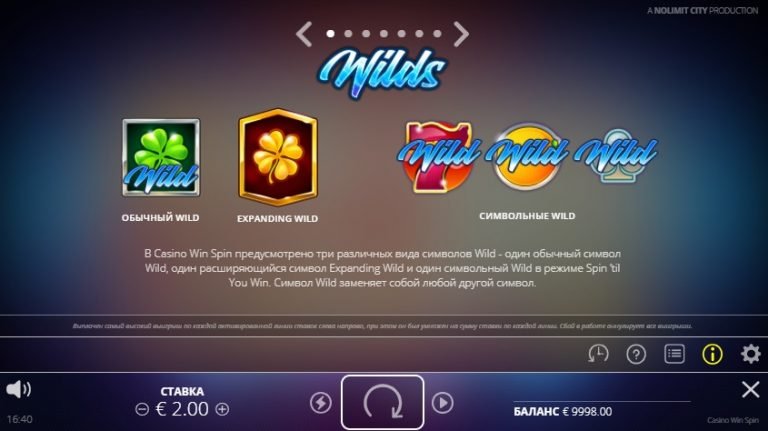 A NOLIMIT CITY PRODUCTION
Wilds
Wild
Wild Wild Wild
ОБЫЧНЫЙ WILD
EXPANDING WILD
СИМВОЛЬНЫЕ WILD
В Casino Win Spin предусмотрено три различных вида символов Wild - один обычный символ
Wild, один расширяющийся символ Expanding Wild и один символьный Wild в режиме Spin 'til
You Win. Символ Wild заменяет собой любой другой символ.
Выплачен самый высокий выигрыш по каждой активированной линии ставок слева направо, при этом он был умножен на сумму ставки по каждой линии. Сбой в работе аннулирует все выигрыши.
СТАВКА
€ 2.00
БАЛАНС € 9998.00
16:40
Casino Win Spin